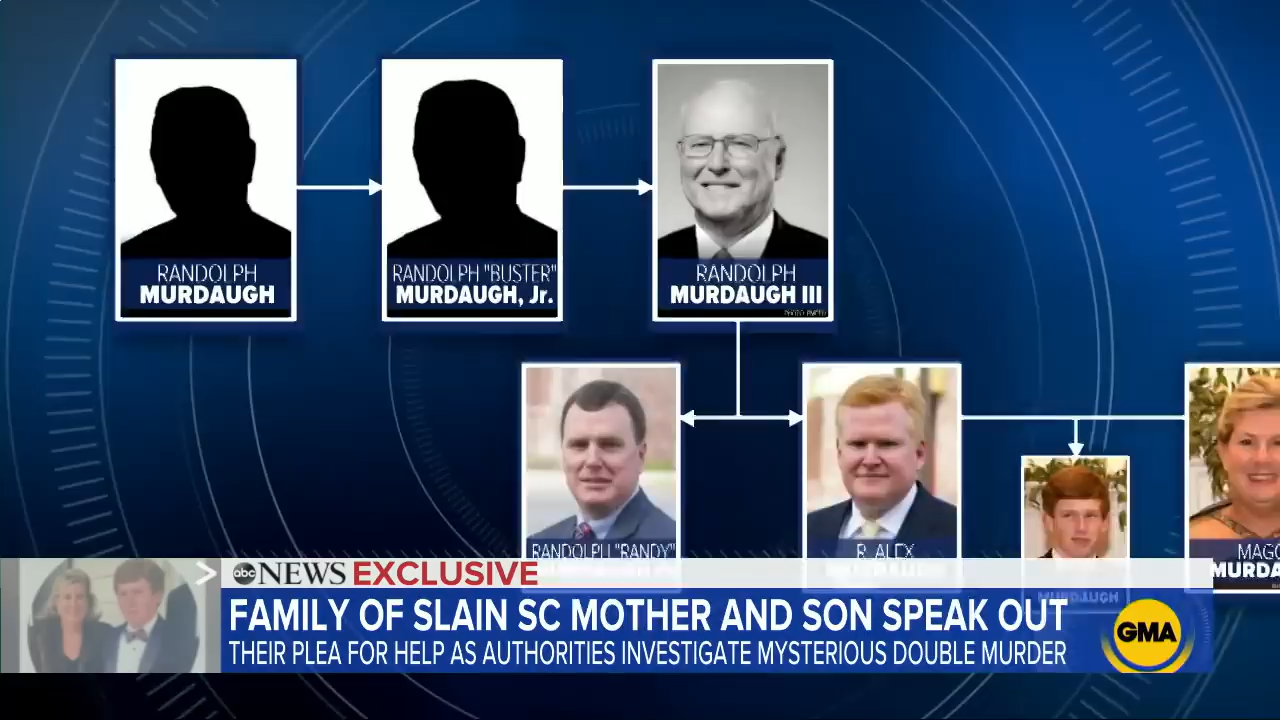 RANDOLPH
MURDAUGH
RANDOLPH "BUSTER"
MURDAUGH, Jr.
RANDOLPH
MURDAUGH III
RANDOLPH "RANDY"
R. ALEX
MURDAUGH
MAGG
MURDA
abc NEWS EXCLUSIVE
FAMILY OF SLAIN SC MOTHER AND SON SPEAK OUT
THEIR PLEA FOR HELP AS AUTHORITIES INVESTIGATE MYSTERIOUS DOUBLE MURDER
GMA